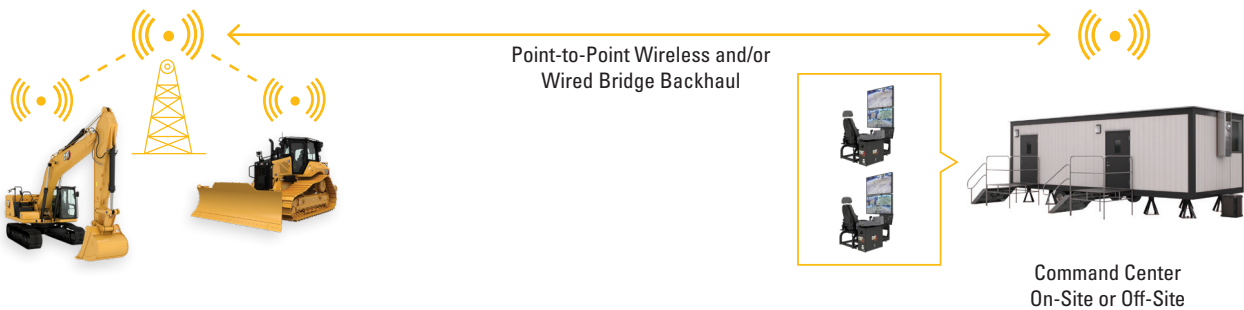 Point-to-Point Wireless and/or
Wired Bridge Backhaul
Command Center
On-Site or Off-Site